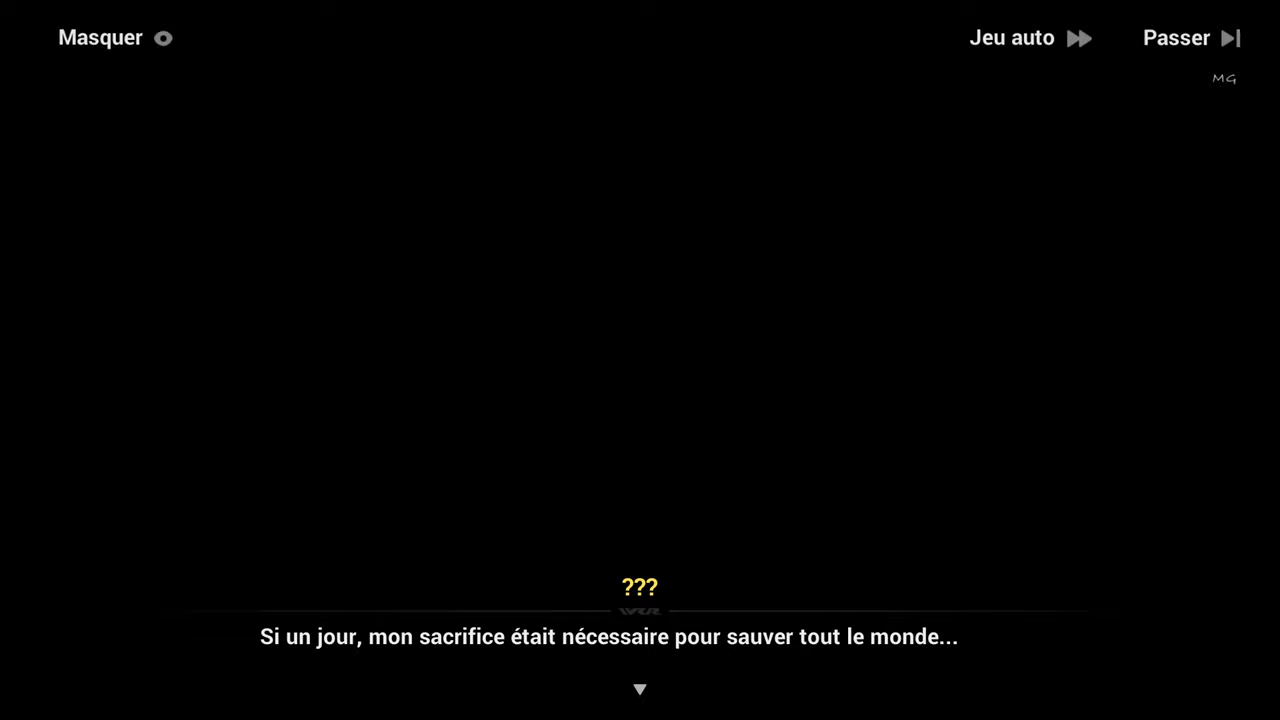 Masquer
Jeu auto
Passer
MG
???
Si un jour, mon sacrifice était nécessaire pour sauver tout le monde...